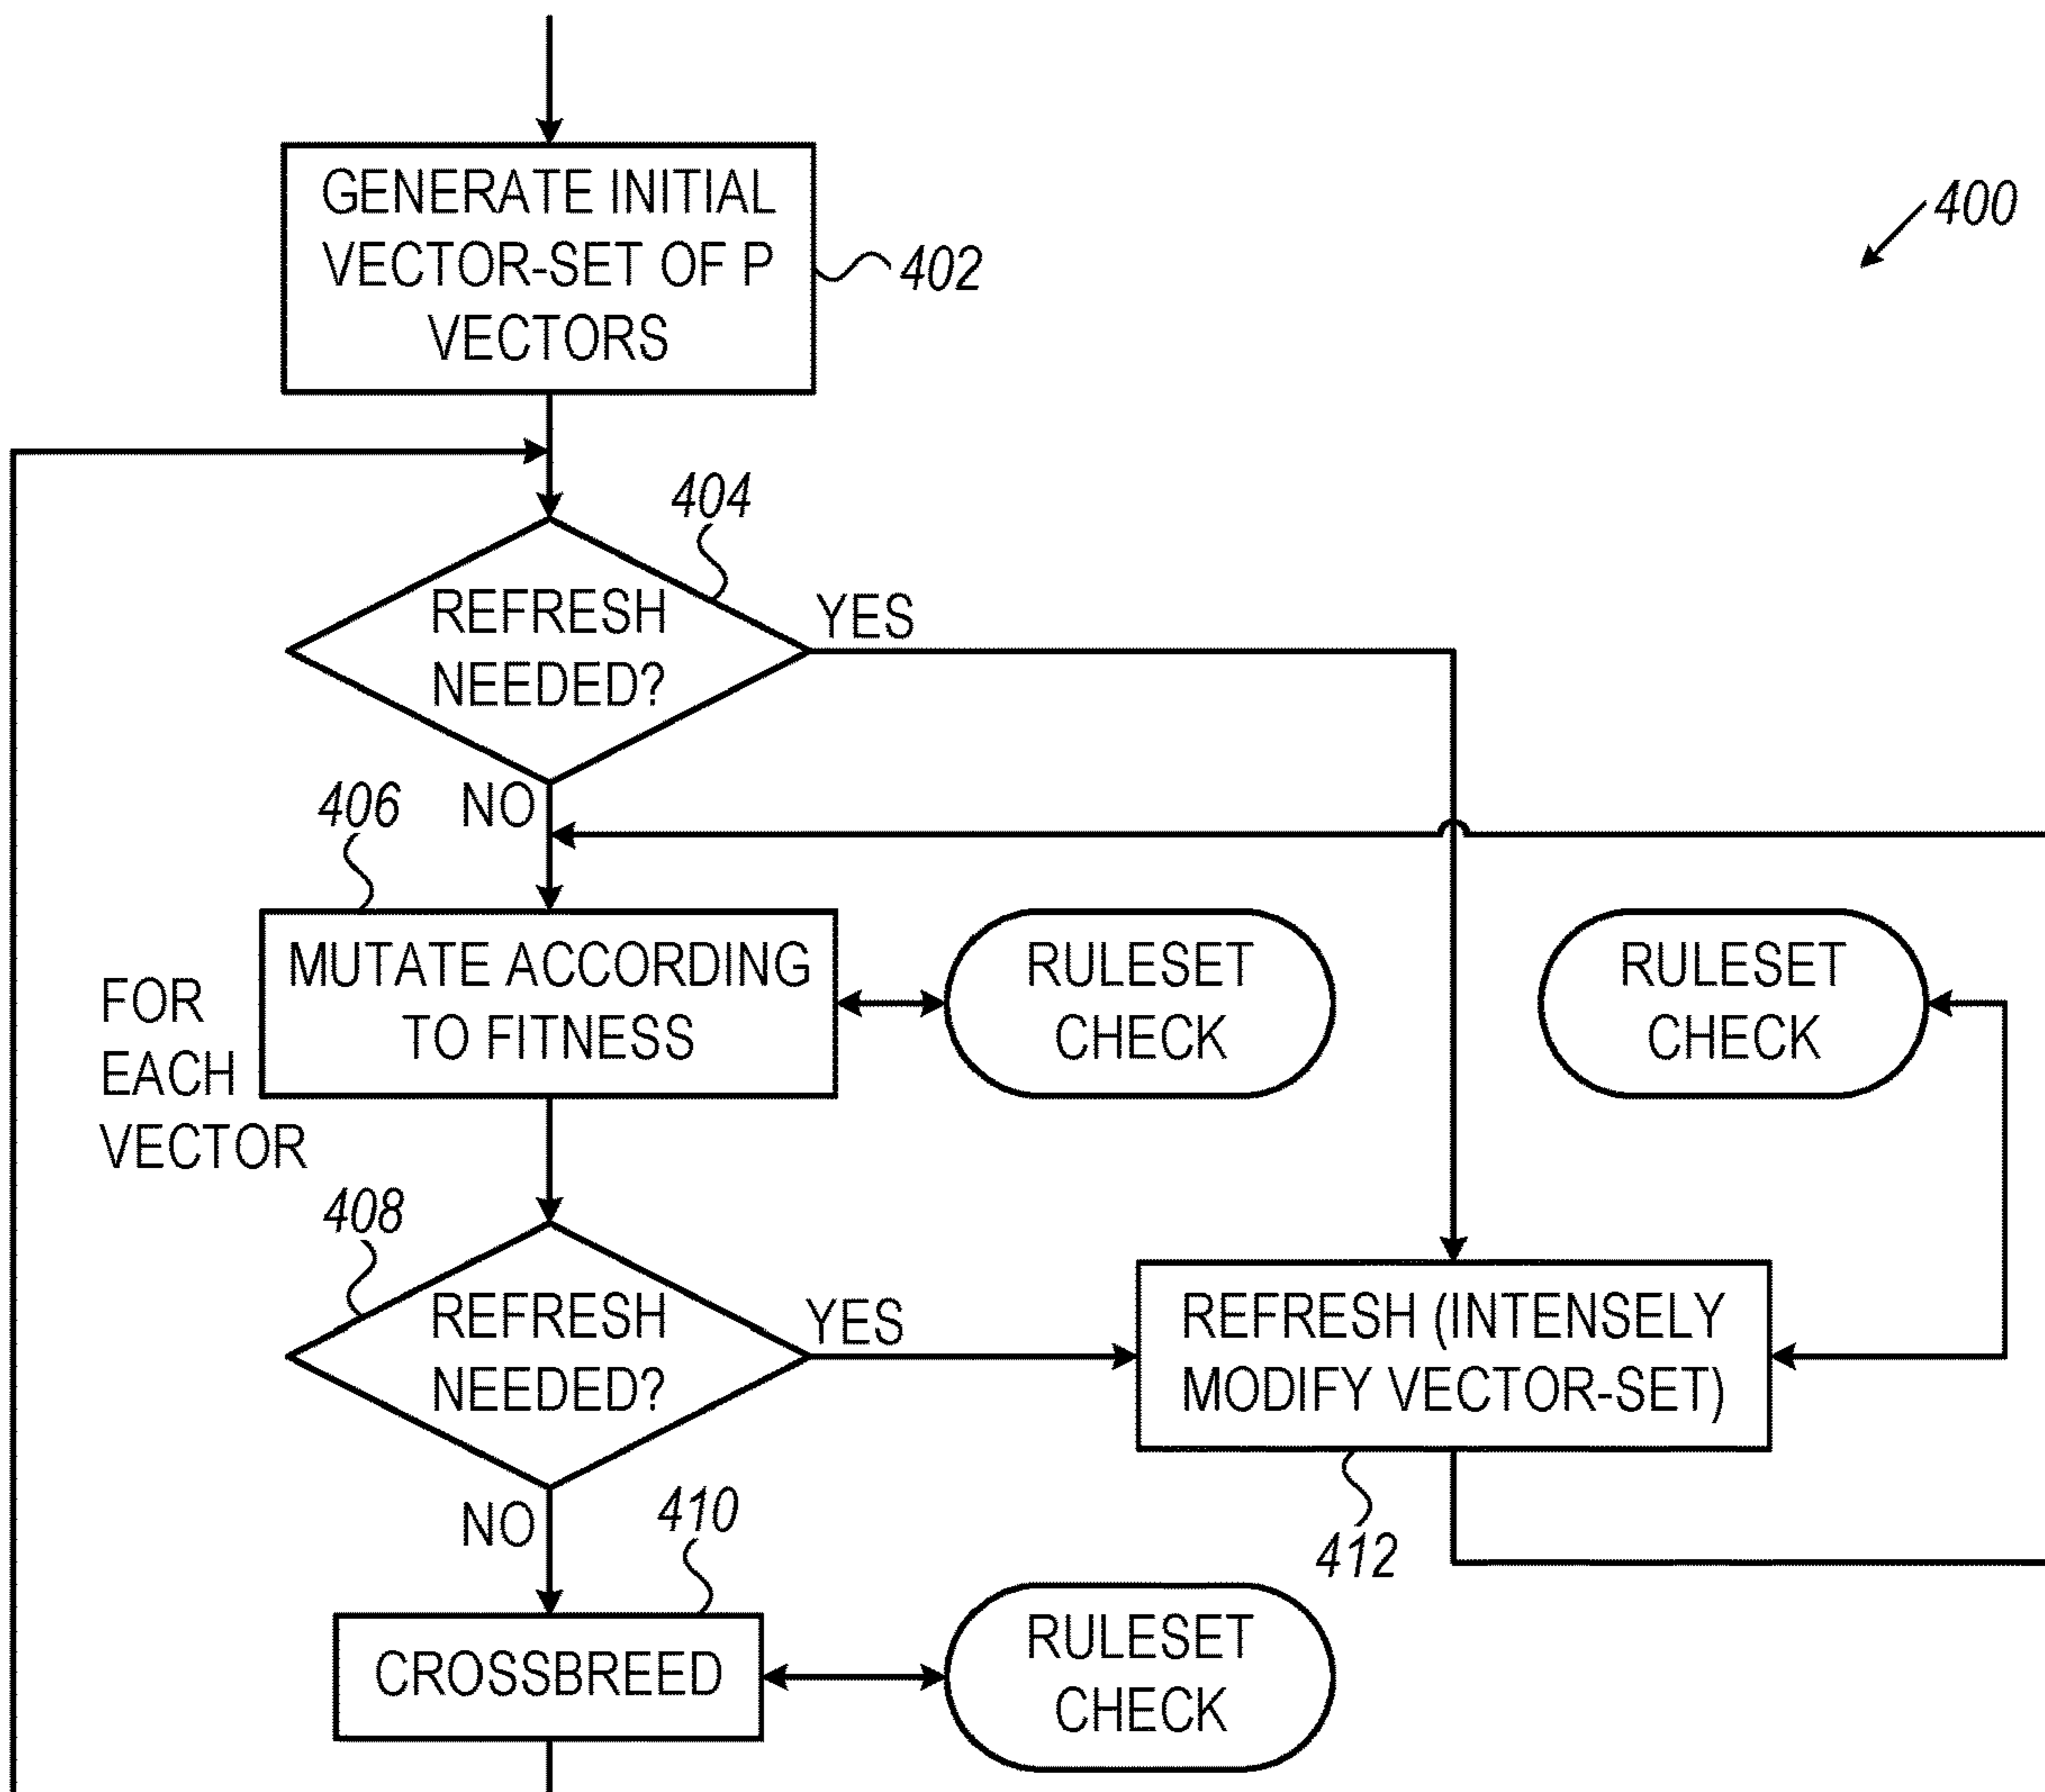 400
GENERATE INITIAL
VECTOR-SET OF P
VECTORS
402
404
REFRESH
NEEDED?
YES
NO
406
MUTATE ACCORDING
TO FITNESS
RULESET
CHECK
RULESET
CHECK
FOR
EACH
VECTOR
408
REFRESH
NEEDED?
YES
REFRESH (INTENSELY
MODIFY VECTOR-SET)
412
NO
410
CROSSBREED
RULESET
CHECK